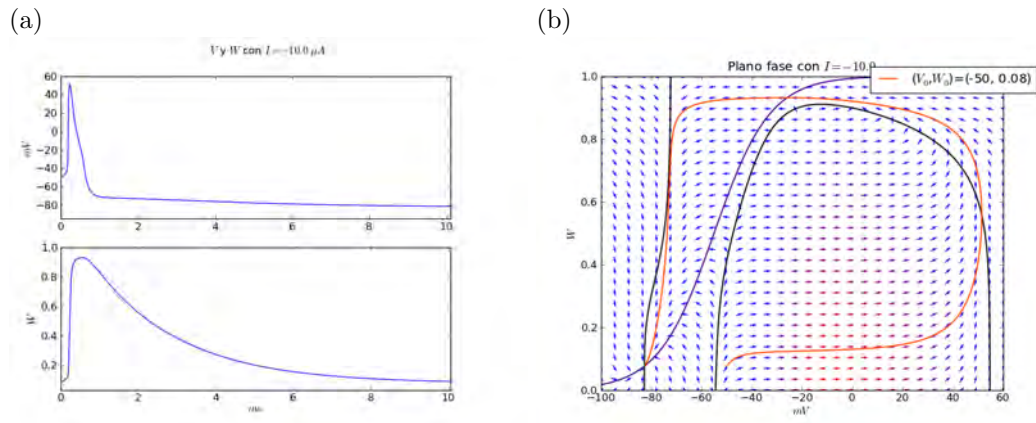 (a)
V y W con I = −10.0 μA
60
40
20
0
−20
−40
−60
−80
mV
0 2 4 6 8 10
1.0
0.8
0.6
0.4
0.2
W
0 2 4 6 8 10
ms
(b)
Plano fase con I = −10.0
(V₀,W₀)=(-50, 0.08)
1.0
0.8
0.6
0.4
0.2
0.0
W
−100 −80 −60 −40 −20 0 20 40 60
mV